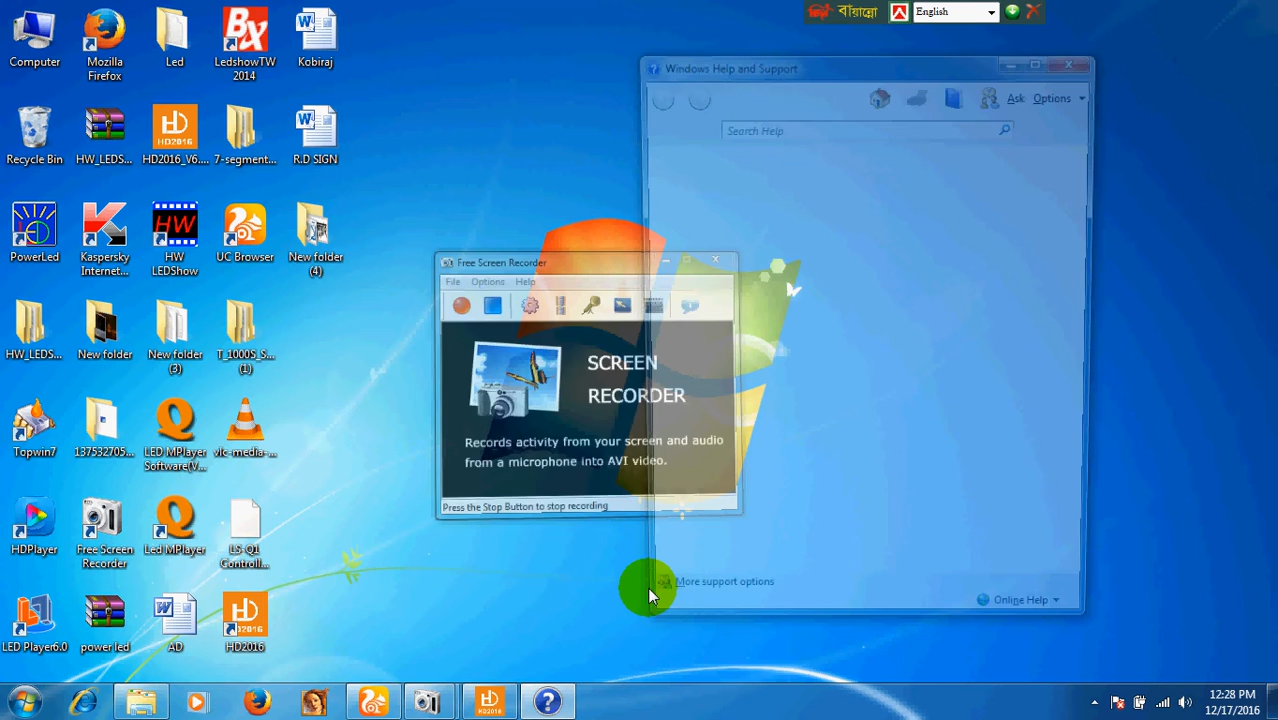 বায়ান্নো
English
Computer
Mozilla
Firefox
Led
LedshowTW
2014
Kobiraj
Recycle Bin
HW_LEDS...
HD2016
HD2016_V6....
7-segment...
R.D SIGN
PowerLed
Kaspersky
Internet...
HW
HW
LEDShow
UC Browser
New folder
(4)
HW_LEDS...
New folder
New folder
(3)
T_1000S_S...
(1)
Topwin7
137532705...
LED MPlayer
Software(V...
vlc-media-...
HDPlayer
Free Screen
Recorder
Led MPlayer
LS-Q1
Controll...
LED Player6.0
power led
AD
HD2016
Windows Help and Support
Ask
Options
Search Help
More support options
Online Help
Free Screen Recorder
File Options Help
SCREEN
RECORDER
Records activity from your screen and audio
from a microphone into AVI video.
Press the Stop Button to stop recording
12:28 PM
12/17/2016